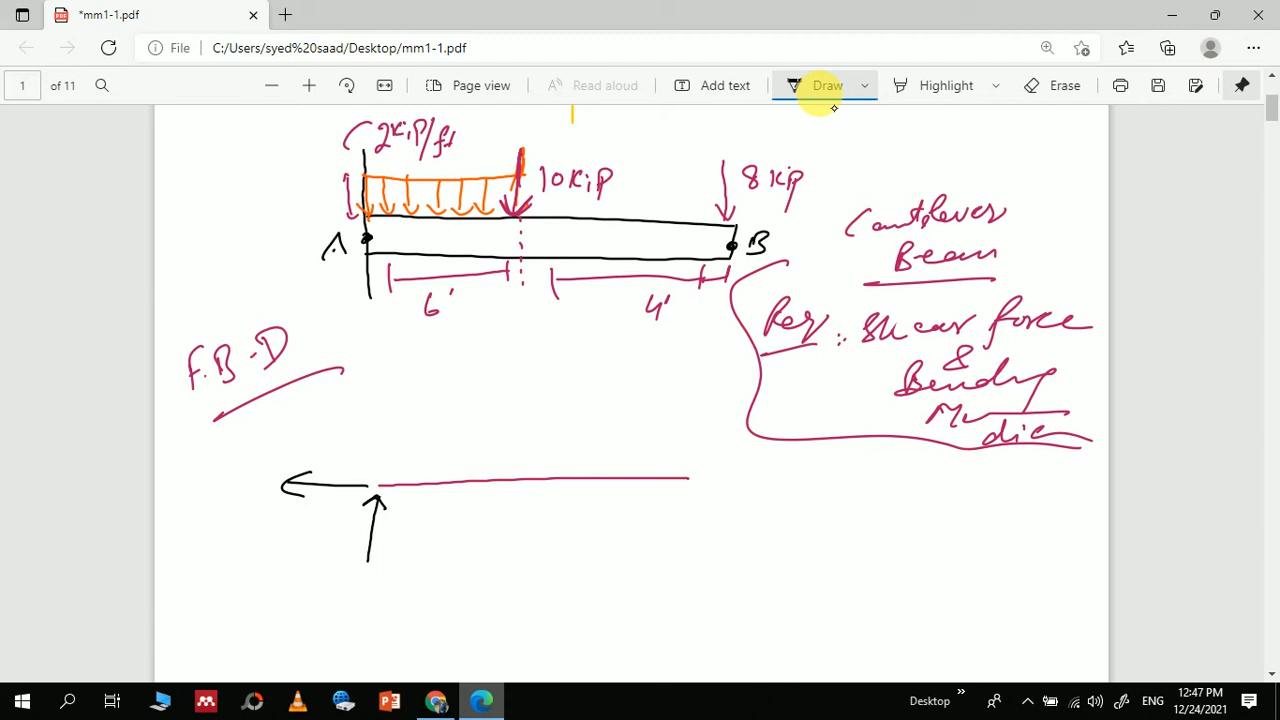 *mm1-1.pdf
File C:/Users/syed%20saad/Desktop/mm1-1.pdf
1 of 11 Page view Read aloud Add text Draw Highlight Erase
2KiP/ft
10KiP
8 KiP
A
B
6'
4'
Cantilever
Beam
Req: Shear force
&
Bending
dia
F.B-D
Desktop
ENG
12:47 PM
12/24/2021